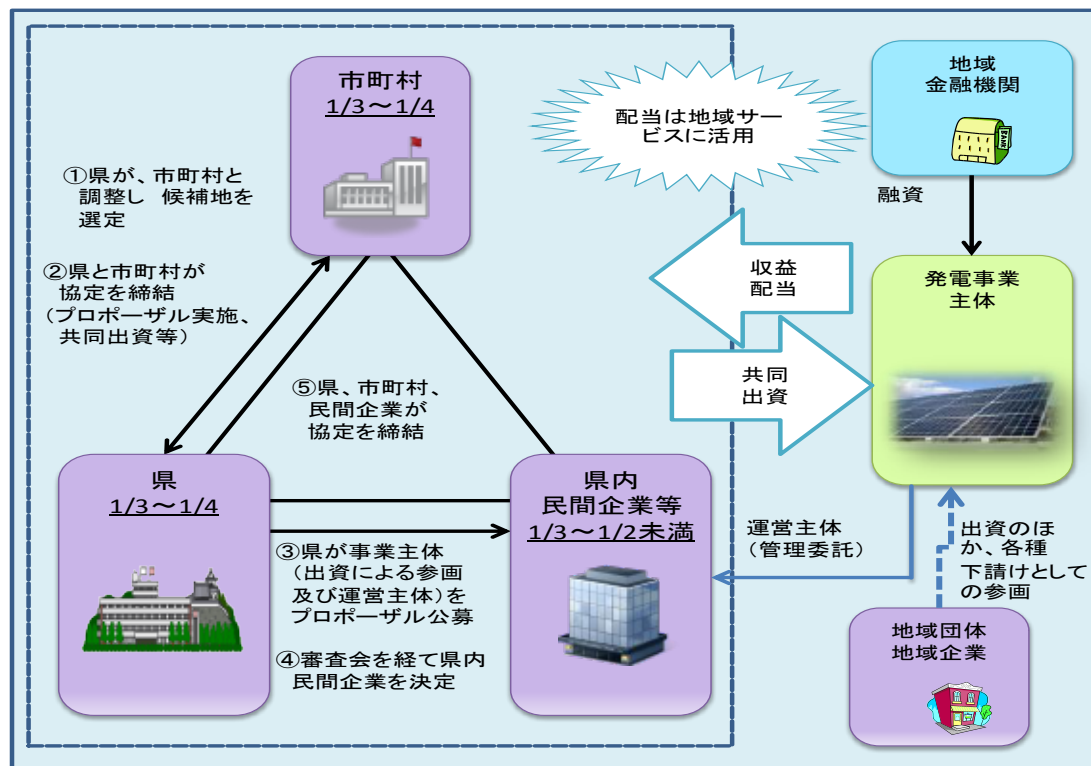 市町村
1/3～1/4
配当は地域サー
ビスに活用
地域
金融機関
①県が、市町村と
調整し 候補地を
選定
融資
②県と市町村が
協定を締結
（プロポーザル実施、
共同出資等）
収益
配当
発電事業
主体
共同
出資
⑤県、市町村、
民間企業が
協定を締結
県
1/3～1/4
県内
民間企業等
1/3～1/2未満
③県が事業主体
（出資による参画
及び運営主体）を
プロポーザル公募
④審査会を経て県内
民間企業を決定
運営主体
（管理委託）
出資のほ
か、各種
下請けとして
の参画
地域団体
地域企業
BANK